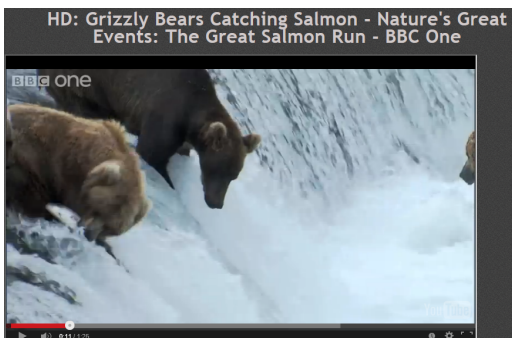 HD: Grizzly Bears Catching Salmon - Nature's Great
Events: The Great Salmon Run - BBC One
BBC one
0:11 / 1:25